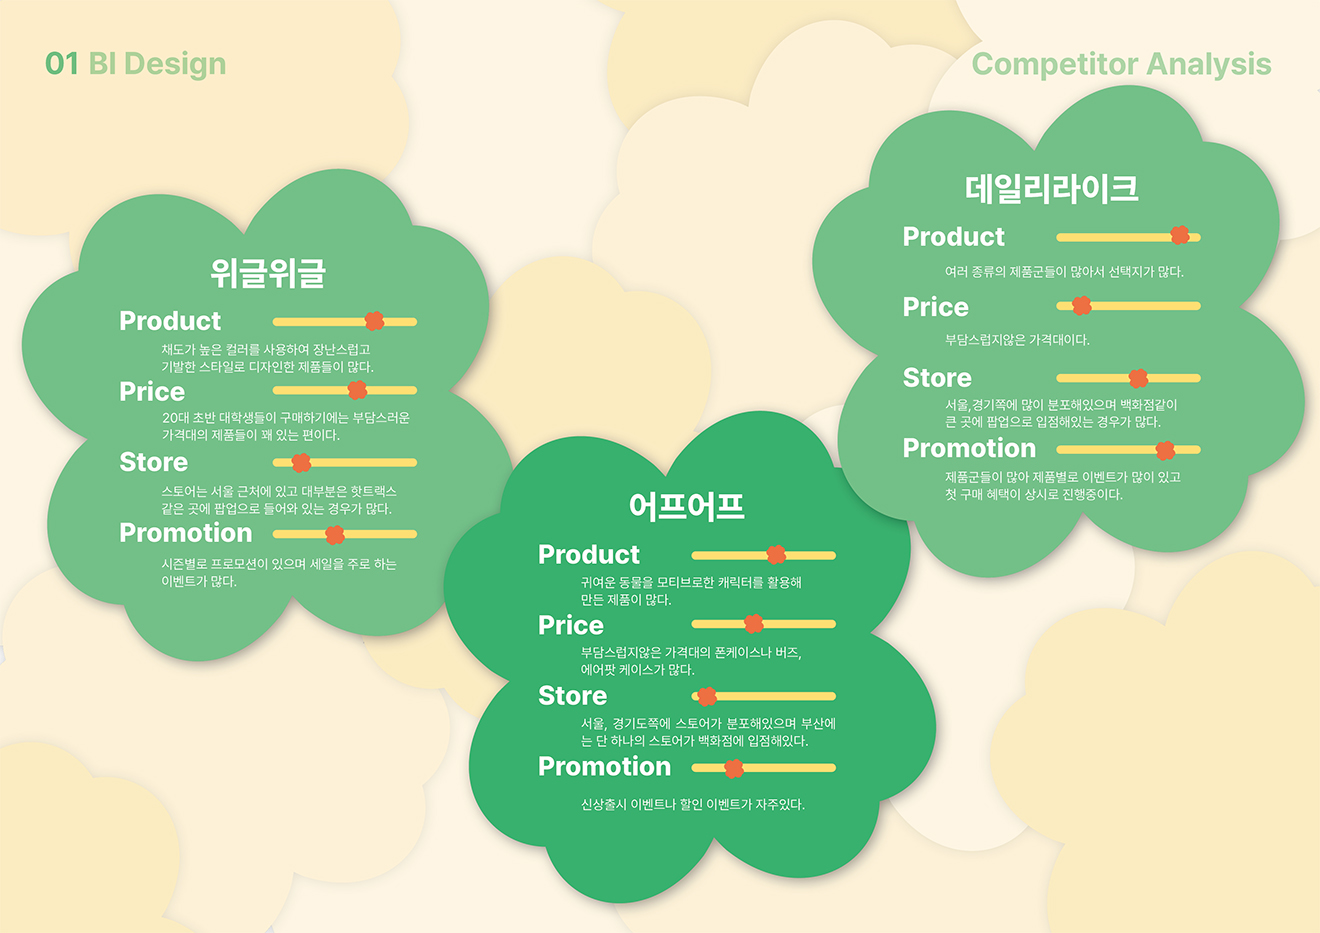 01 BI Design
Competitor Analysis
위글위글
Product
채도가 높은 컬러를 사용하여 장난스럽고
기발한 스타일로 디자인한 제품들이 많다.
Price
20대 초반 대학생들이 구매하기에는 부담스러운
가격대의 제품들이 꽤 있는 편이다.
Store
스토어는 서울 근처에 있고 대부분은 핫트랙스
같은 곳에 팝업으로 들어와 있는 경우가 많다.
Promotion
시즌별로 프로모션이 있으며 세일을 주로 하는
이벤트가 많다.
어프어프
Product
귀여운 동물을 모티브로한 캐릭터를 활용해
만든 제품이 많다.
Price
부담스럽지않은 가격대의 폰케이스나 버즈,
에어팟 케이스가 많다.
Store
서울, 경기도쪽에 스토어가 분포해있으며 부산에
는 단 하나의 스토어가 백화점에 입점해있다.
Promotion
신상출시 이벤트나 할인 이벤트가 자주있다.
데일리라이크
Product
여러 종류의 제품군들이 많아서 선택지가 많다.
Price
부담스럽지않은 가격대이다.
Store
서울,경기쪽에 많이 분포해있으며 백화점같이
큰 곳에 팝업으로 입점해있는 경우가 많다.
Promotion
제품군들이 많아 제품별로 이벤트가 많이 있고
첫 구매 혜택이 상시로 진행중이다.